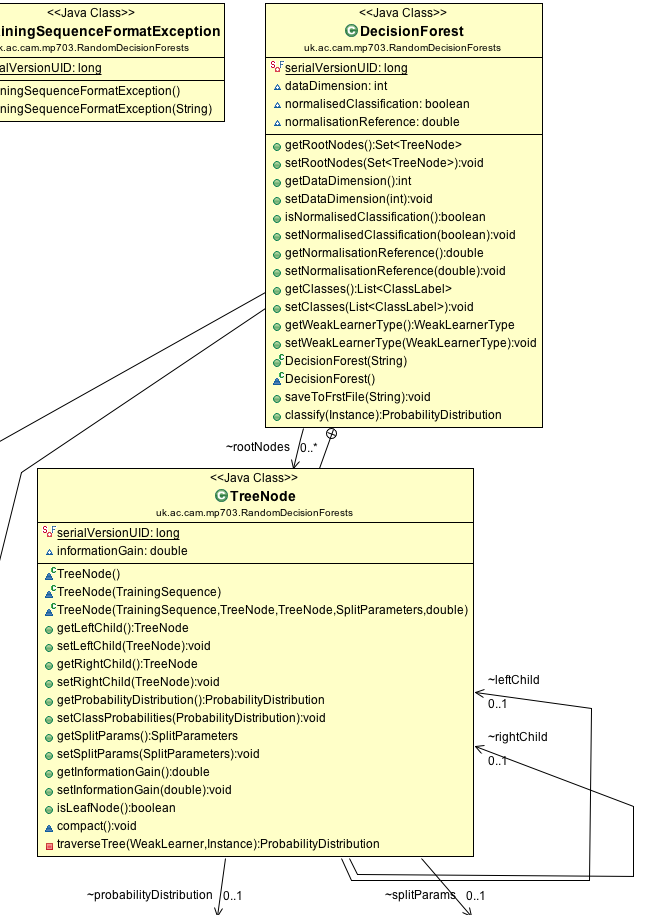 <<Java Class>>
iningSequenceFormatException
k.ac.cam.mp703.RandomDecisionForests
alVersionUID: long
ningSequenceFormatException()
ningSequenceFormatException(String)
<<Java Class>>
DecisionForest
uk.ac.cam.mp703.RandomDecisionForests
serialVersionUID: long
dataDimension: int
normalisedClassification: boolean
normalisationReference: double
getRootNodes():Set<TreeNode>
setRootNodes(Set<TreeNode>):void
getDataDimension():int
setDataDimension(int):void
isNormalisedClassification():boolean
setNormalisedClassification(boolean):void
getNormalisationReference():double
setNormalisationReference(double):void
getClasses():List<ClassLabel>
setClasses(List<ClassLabel>):void
getWeakLearnerType():WeakLearnerType
setWeakLearnerType(WeakLearnerType):void
DecisionForest(String)
DecisionForest()
saveToFrstFile(String):void
classify(Instance):ProbabilityDistribution
~rootNodes 0..*
<<Java Class>>
TreeNode
uk.ac.cam.mp703.RandomDecisionForests
serialVersionUID: long
informationGain: double
TreeNode()
TreeNode(TrainingSequence)
TreeNode(TrainingSequence,TreeNode,TreeNode,SplitParameters,double)
getLeftChild():TreeNode
setLeftChild(TreeNode):void
getRightChild():TreeNode
setRightChild(TreeNode):void
getProbabilityDistribution():ProbabilityDistribution
setClassProbabilities(ProbabilityDistribution):void
getSplitParams():SplitParameters
setSplitParams(SplitParameters):void
getInformationGain():double
setInformationGain(double):void
isLeafNode():boolean
compact():void
traverseTree(WeakLearner,Instance):ProbabilityDistribution
~leftChild
0..1
~rightChild
0..1
~probabilityDistribution 0..1
~splitParams 0..1